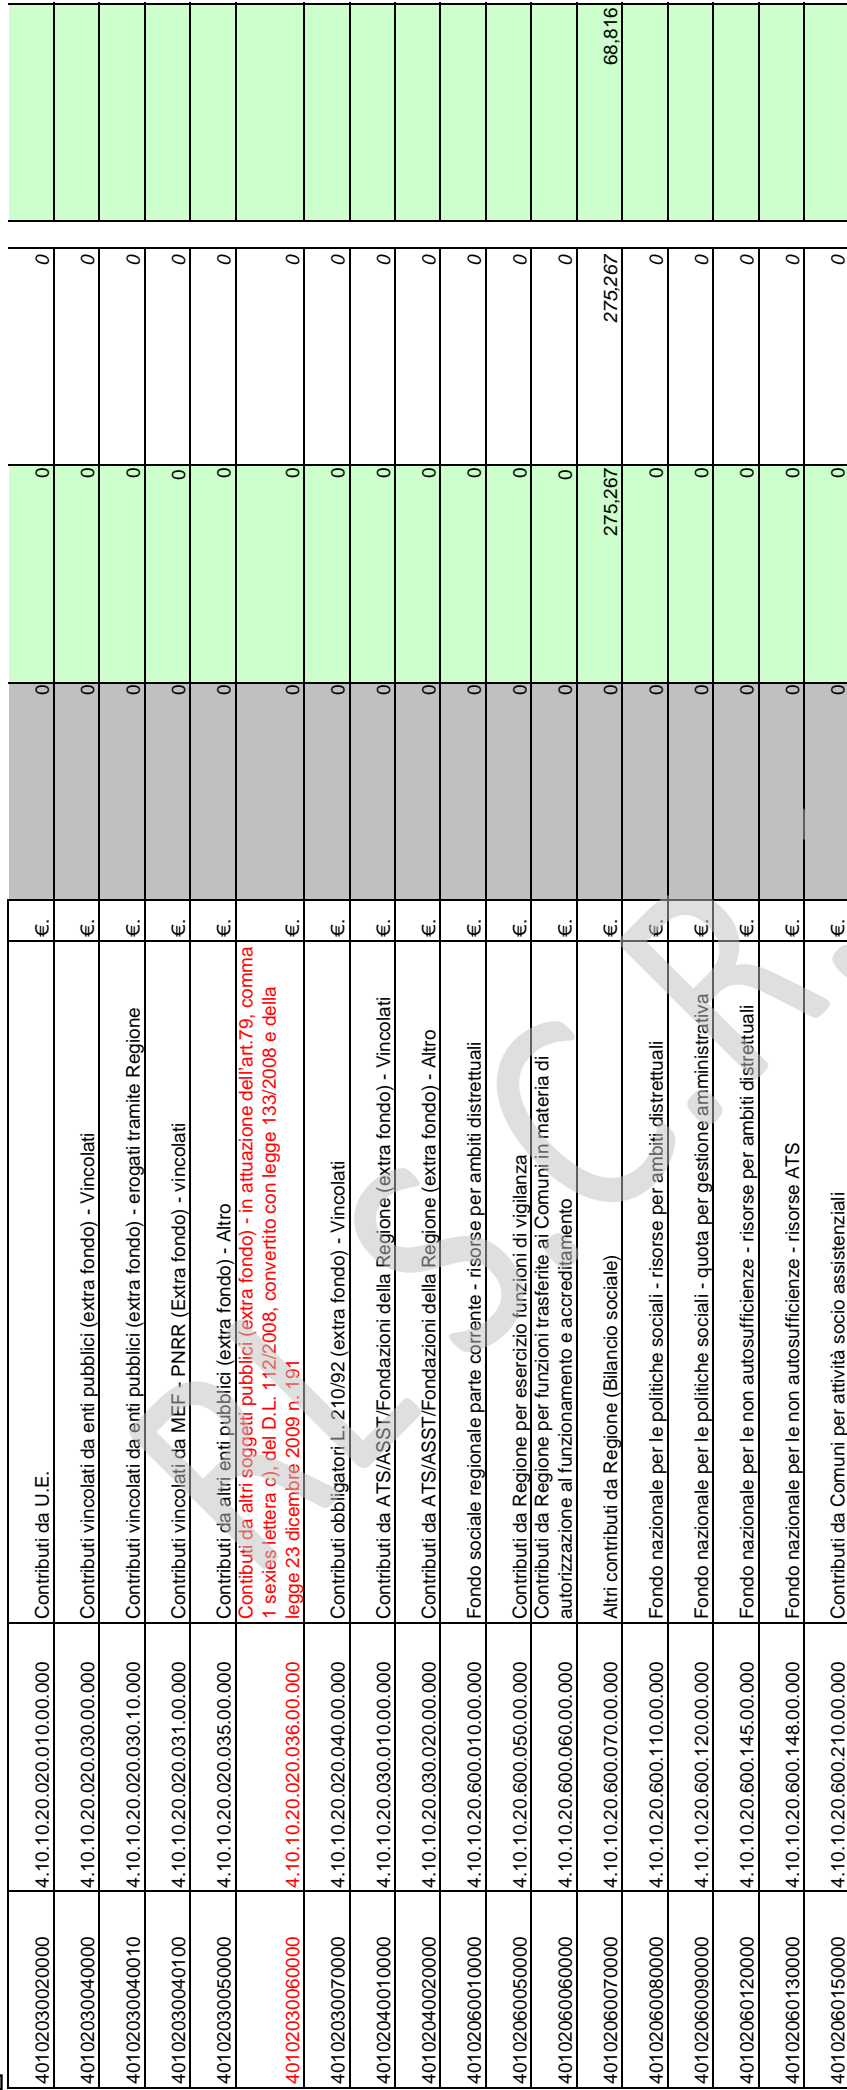 40102030020000 4.10.10.20.020.010.00.000 Contributi da U.E. €. 0 0 0
40102030040000 4.10.10.20.020.030.00.000 Contributi vincolati da enti pubblici (extra fondo) - Vincolati €. 0 0 0
40102030040010 4.10.10.20.020.030.10.000 Contributi vincolati da enti pubblici (extra fondo) - erogati tramite Regione €. 0 0 0
40102030040100 4.10.10.20.020.031.00.000 Contributi vincolati da MEF - PNRR (Extra fondo) - vincolati €. 0 0 0
40102030050000 4.10.10.20.020.035.00.000 Contributi da altri enti pubblici (extra fondo) - Altro €. 0 0 0
Contibuti da altri soggetti pubblici (extra fondo) - in attuazione dell'art.79, comma
1 sexies lettera c), del D.L. 112/2008, convertito con legge 133/2008 e della
40102030060000 4.10.10.20.020.036.00.000 legge 23 dicembre 2009 n. 191 €. 0 0 0
40102030070000 4.10.10.20.020.040.00.000 Contributi obbligatori L. 210/92 (extra fondo) - Vincolati €. 0 0 0
40102040010000 4.10.10.20.030.010.00.000 Contributi da ATS/ASST/Fondazioni della Regione (extra fondo) - Vincolati €. 0 0 0
40102040020000 4.10.10.20.030.020.00.000 Contributi da ATS/ASST/Fondazioni della Regione (extra fondo) - Altro €. 0 0 0
40102060010000 4.10.10.20.600.010.00.000 Fondo sociale regionale parte corrente - risorse per ambiti distrettuali €. 0 0 0
40102060050000 4.10.10.20.600.050.00.000 Contributi da Regione per esercizio funzioni di vigilanza €. 0 0 0
Contributi da Regione per funzioni trasferite ai Comuni in materia di
40102060060000 4.10.10.20.600.060.00.000 autorizzazione al funzionamento e accreditamento €. 0 0 0
40102060070000 4.10.10.20.600.070.00.000 Altri contributi da Regione (Bilancio sociale) €. 0 275,267 275,267 68,816
40102060080000 4.10.10.20.600.110.00.000 Fondo nazionale per le politiche sociali - risorse per ambiti distrettuali €. 0 0 0
40102060090000 4.10.10.20.600.120.00.000 Fondo nazionale per le politiche sociali - quota per gestione amministrativa €. 0 0 0
40102060120000 4.10.10.20.600.145.00.000 Fondo nazionale per le non autosufficienze - risorse per ambiti distrettuali €. 0 0 0
40102060130000 4.10.10.20.600.148.00.000 Fondo nazionale per le non autosufficienze - risorse ATS €. 0 0 0
40102060150000 4.10.10.20.600.210.00.000 Contributi da Comuni per attività socio assistenziali €. 0 0 0